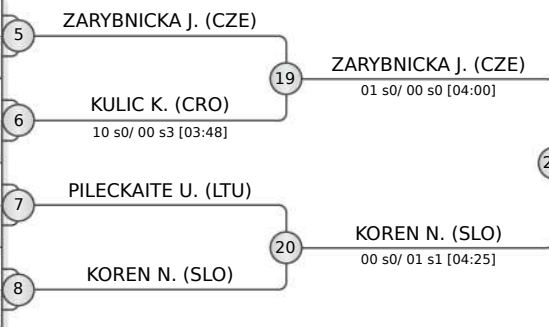 ZARYBNICKA J. (CZE)
5
19
ZARYBNICKA J. (CZE)
01 s0/ 00 s0 [04:00]
KULIC K. (CRO)
6
10 s0/ 00 s3 [03:48]
PILECKAITE U. (LTU)
7
20
KOREN N. (SLO)
00 s0/ 01 s1 [04:25]
KOREN N. (SLO)
8